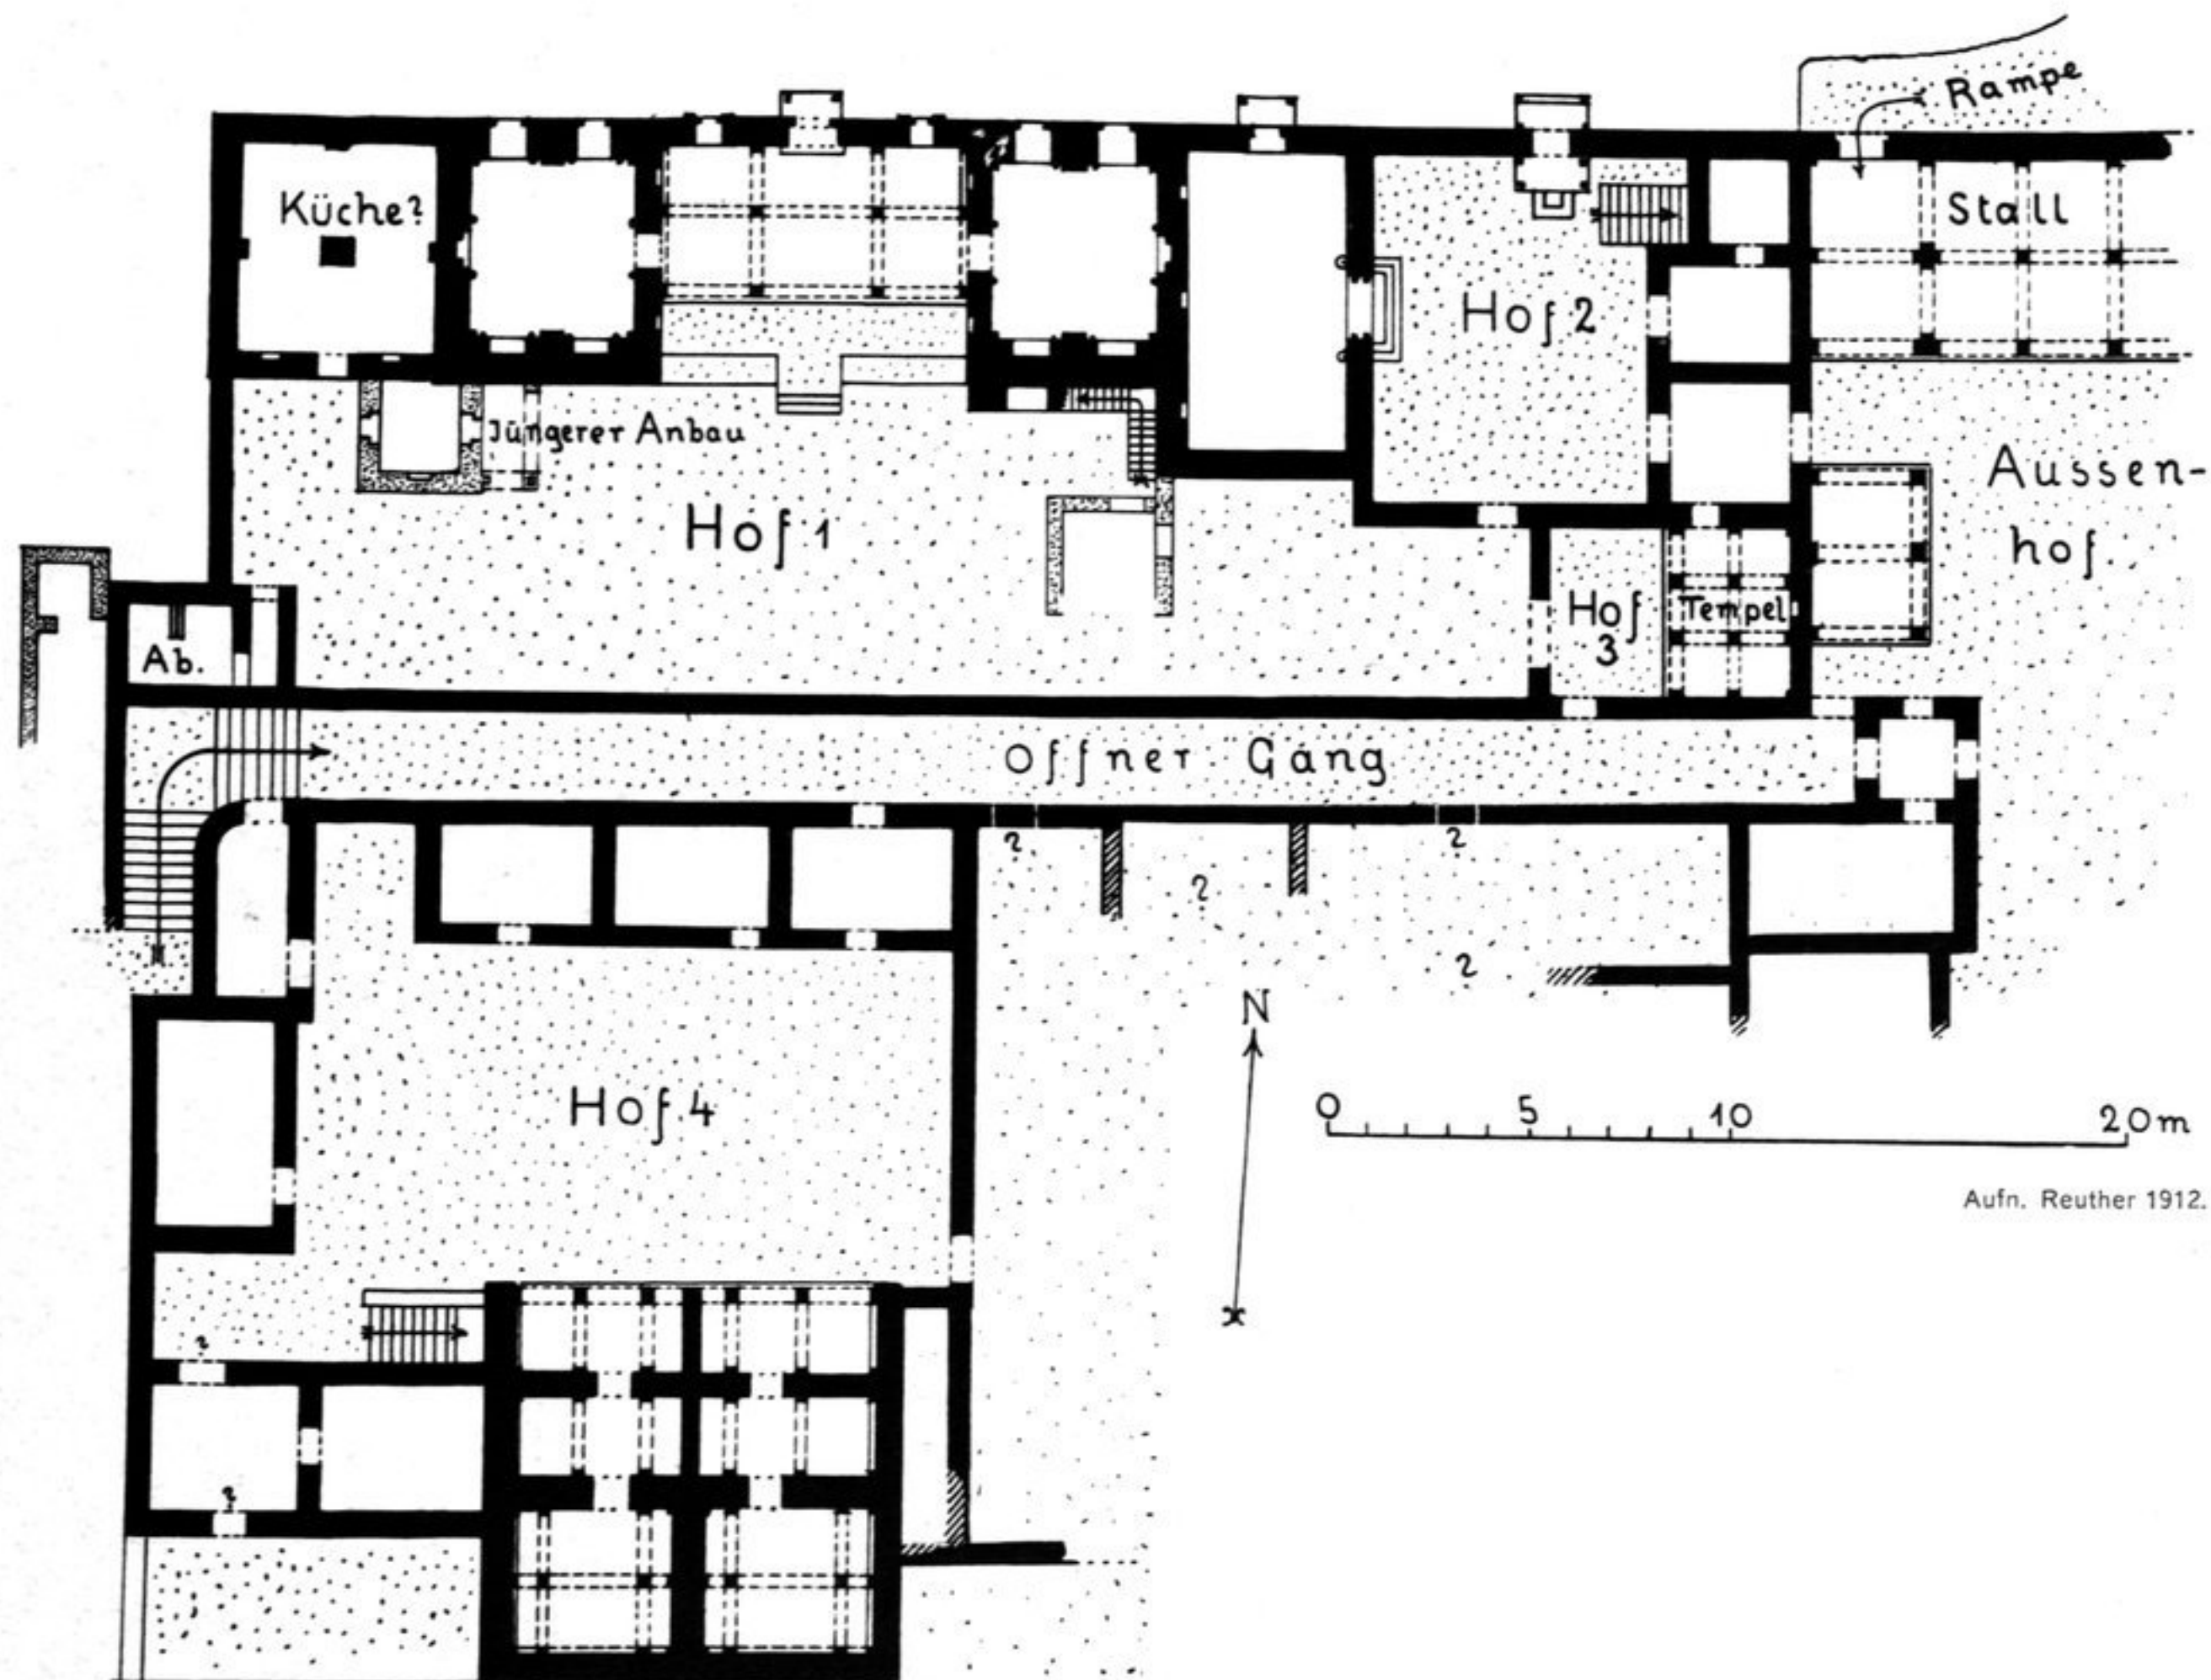 Rampe
Küche?
Stall
Hof 2
Jüngerer Anbau
Aussen-
hof
Hof 1
Hof
3
Tempel
Ab.
offner Gang
?
?
?
?
N
0 5 10 20m
Hof 4
Aufn. Reuther 1912.
?
?